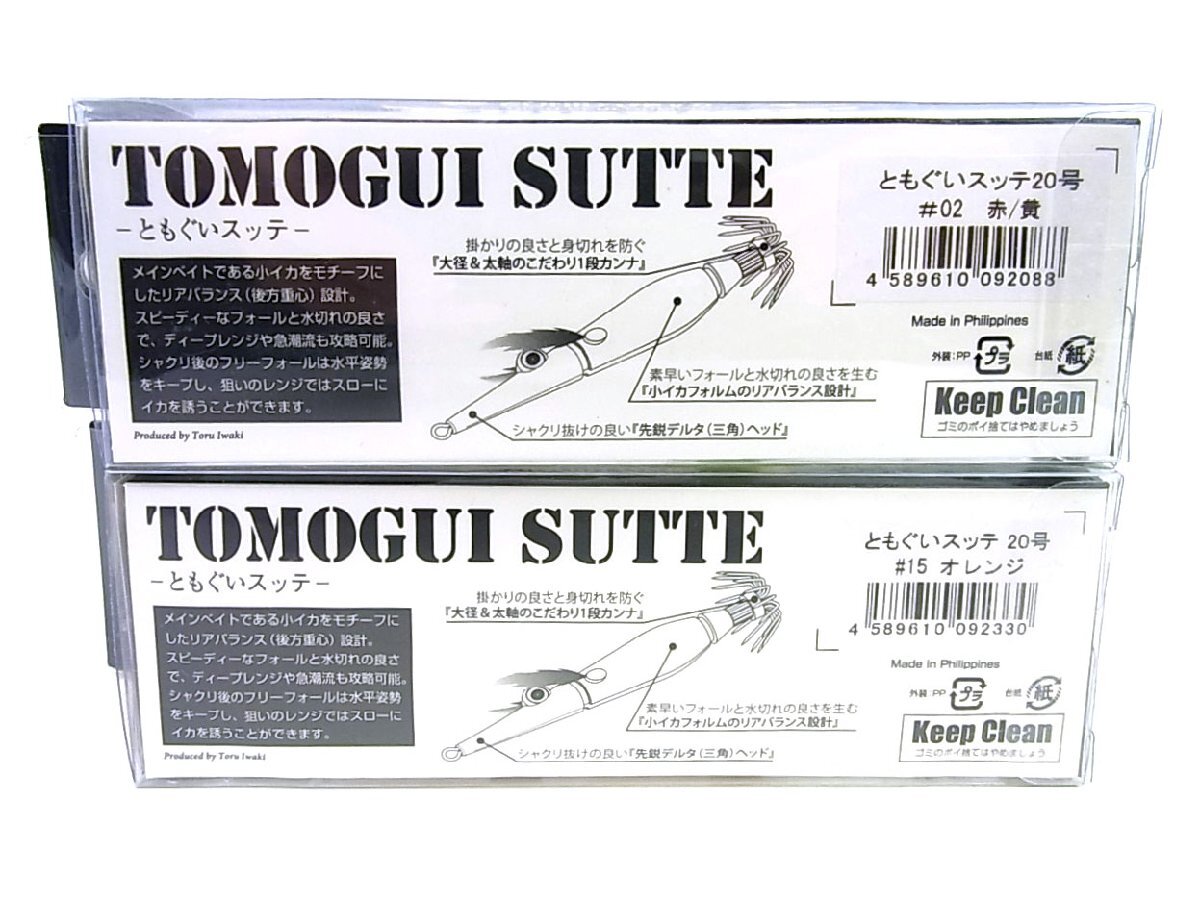 TOMOGUI SUTTE
-ともぐいスッテ-
メインベイトである小イカをモチーフに
したリアバランス(後方重心)設計。
スピーディーなフォールと水切れの良さ
で、ディープレンジや急潮流も攻略可能。
シャクリ後のフリーフォールは水平姿勢
をキープし、狙いのレンジではスローに
イカを誘うことができます。
Produced by Toru Iwaki
掛かりの良さと身切れを防ぐ
『大径&太軸のこだわり1段カンナ』
素早いフォールと水切れの良さを生む
『小イカフォルムのリアバランス設計』
シャクリ抜けの良い『先鋭デルタ(三角)ヘッド』
ともぐいスッテ20号
#02 赤/黄
4 589610 092088
Made in Philippines
外装:PP プラ 台紙 紙
Keep Clean
ゴミのポイ捨てはやめましょう
TOMOGUI SUTTE
-ともぐいスッテ-
メインベイトである小イカをモチーフに
したリアバランス(後方重心)設計。
スピーディーなフォールと水切れの良さ
で、ディープレンジや急潮流も攻略可能。
シャクリ後のフリーフォールは水平姿勢
をキープし、狙いのレンジではスローに
イカを誘うことができます。
Produced by Toru Iwaki
掛かりの良さと身切れを防ぐ
『大径&太軸のこだわり1段カンナ』
素早いフォールと水切れの良さを生む
『小イカフォルムのリアバランス設計』
シャクリ抜けの良い『先鋭デルタ(三角)ヘッド』
ともぐいスッテ 20号
#15 オレンジ
4 589610 092330
Made in Philippines
外装:PP プラ 台紙 紙
Keep Clean
ゴミのポイ捨てはやめましょう